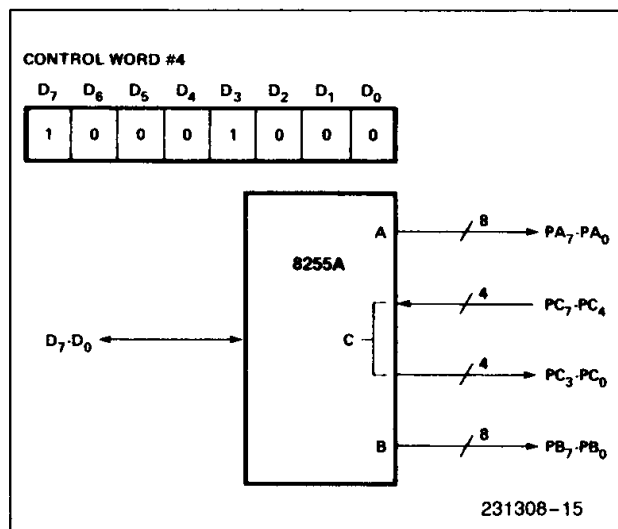 CONTROL WORD #4
D7 D6 D5 D4 D3 D2 D1 D0
1 0 0 0 1 0 0 0
A 8 PA7-PA0
8255A
4 PC7-PC4
D7-D0 C
4 PC3-PC0
B 8 PB7-PB0
231308-15